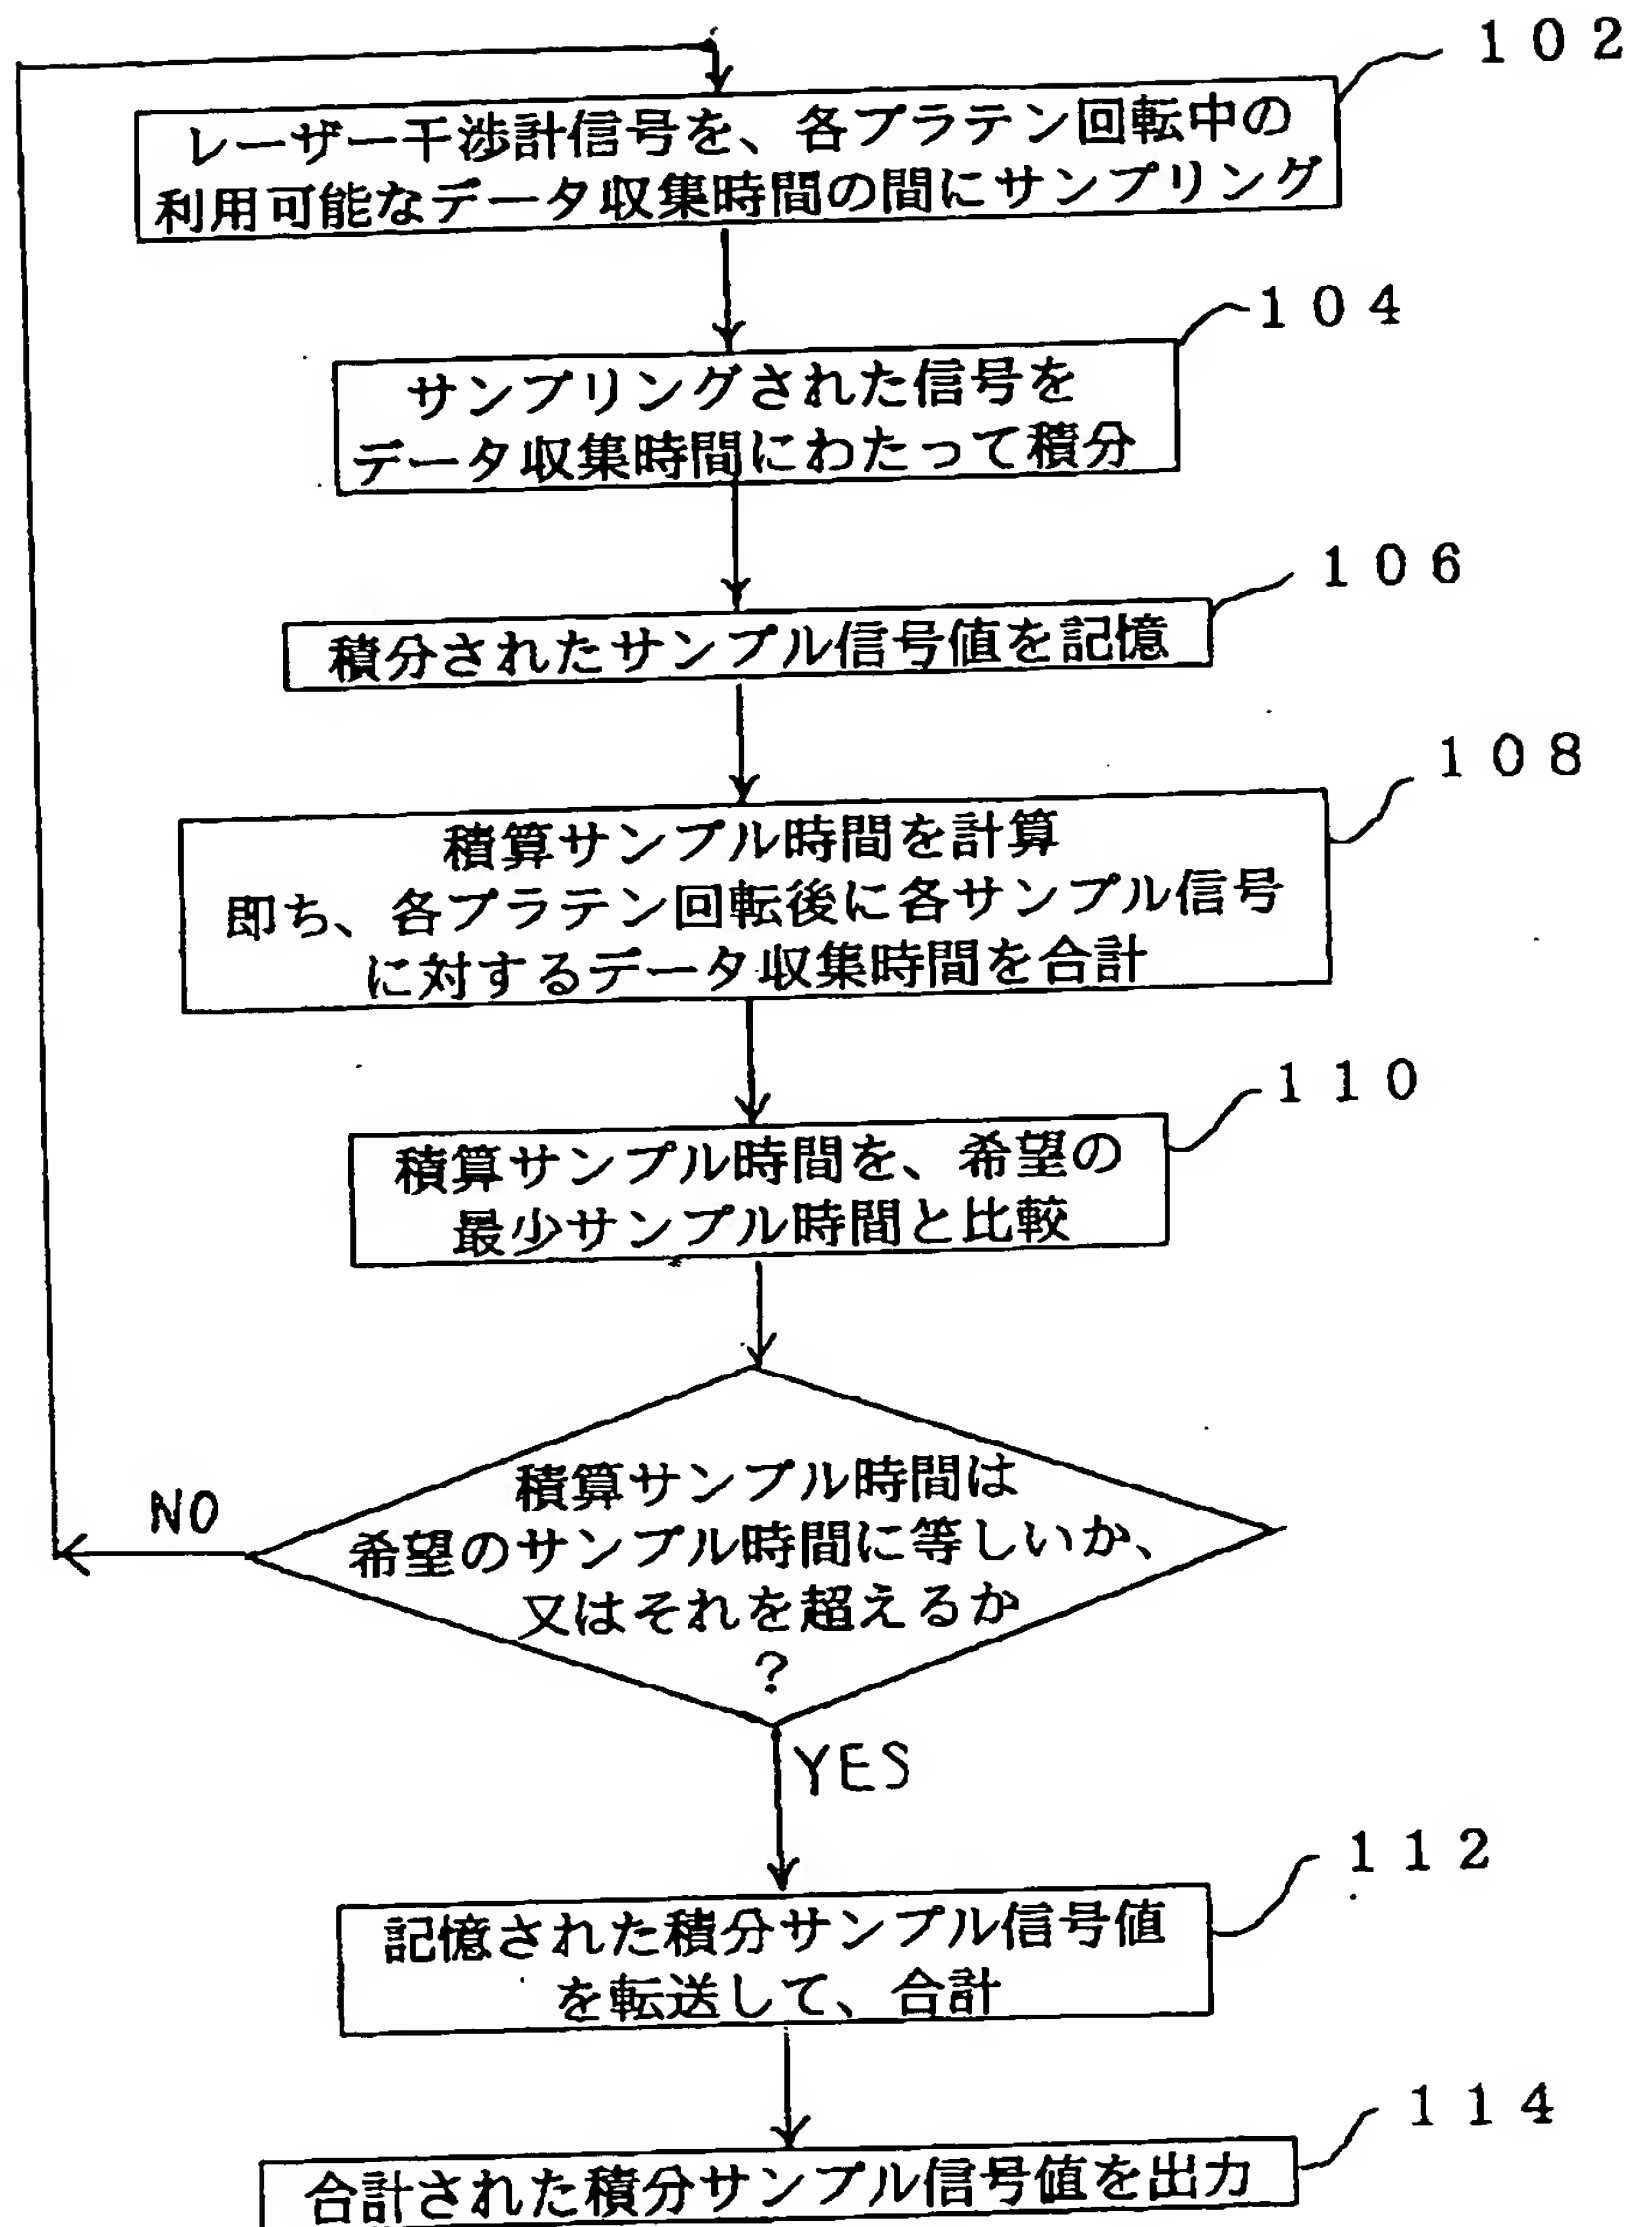 １０２
レーザー干渉計信号を、各プラテン回転中の
利用可能なデータ収集時間の間にサンプリング
１０４
サンプリングされた信号を
データ収集時間にわたって積分
１０６
積分されたサンプル信号値を記憶
１０８
積算サンプル時間を計算
即ち、各プラテン回転後に各サンプル信号
に対するデータ収集時間を合計
１１０
積算サンプル時間を、希望の
最少サンプル時間と比較
積算サンプル時間は
希望のサンプル時間に等しいか、
又はそれを超えるか
？
NO
YES
１１２
記憶された積分サンプル信号値
を転送して、合計
１１４
合計された積分サンプル信号値を出力